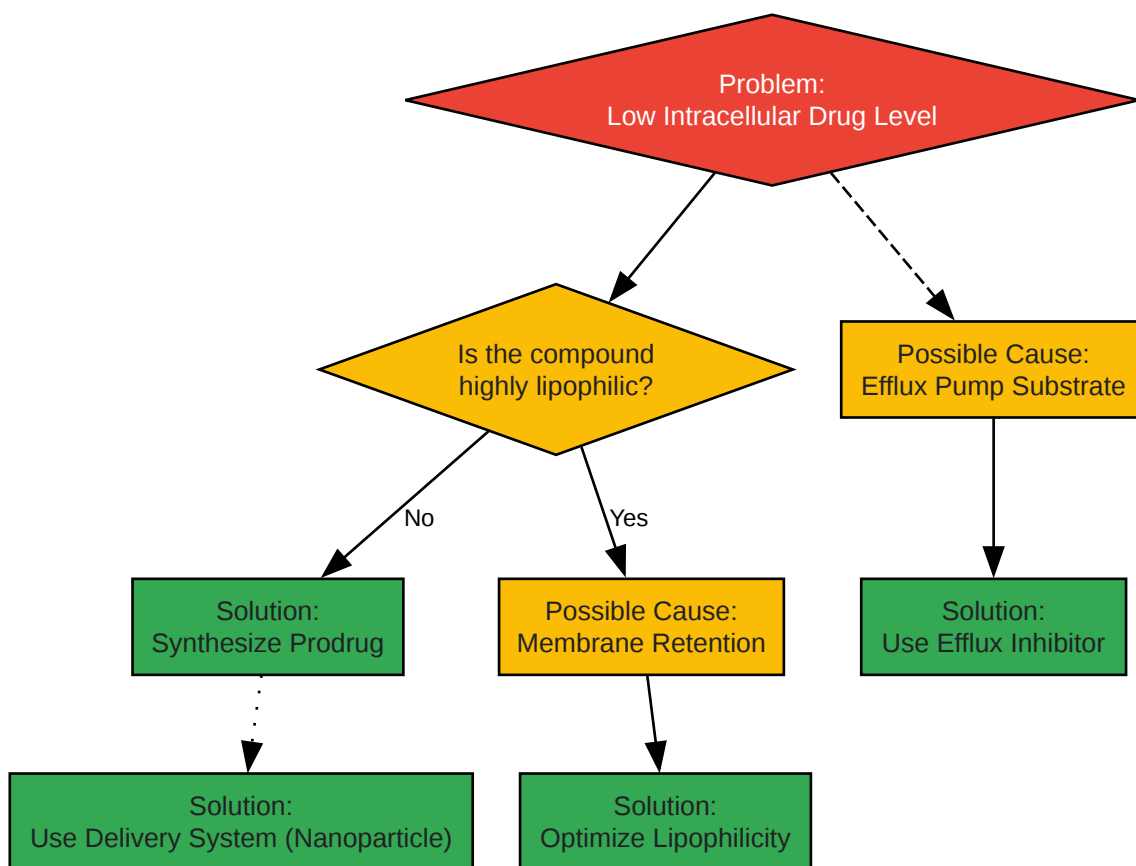 Problem:
Low Intracellular Drug Level
Is the compound
highly lipophilic?
Possible Cause:
Efflux Pump Substrate
No
Yes
Solution:
Synthesize Prodrug
Possible Cause:
Membrane Retention
Solution:
Use Efflux Inhibitor
Solution:
Use Delivery System (Nanoparticle)
Solution:
Optimize Lipophilicity